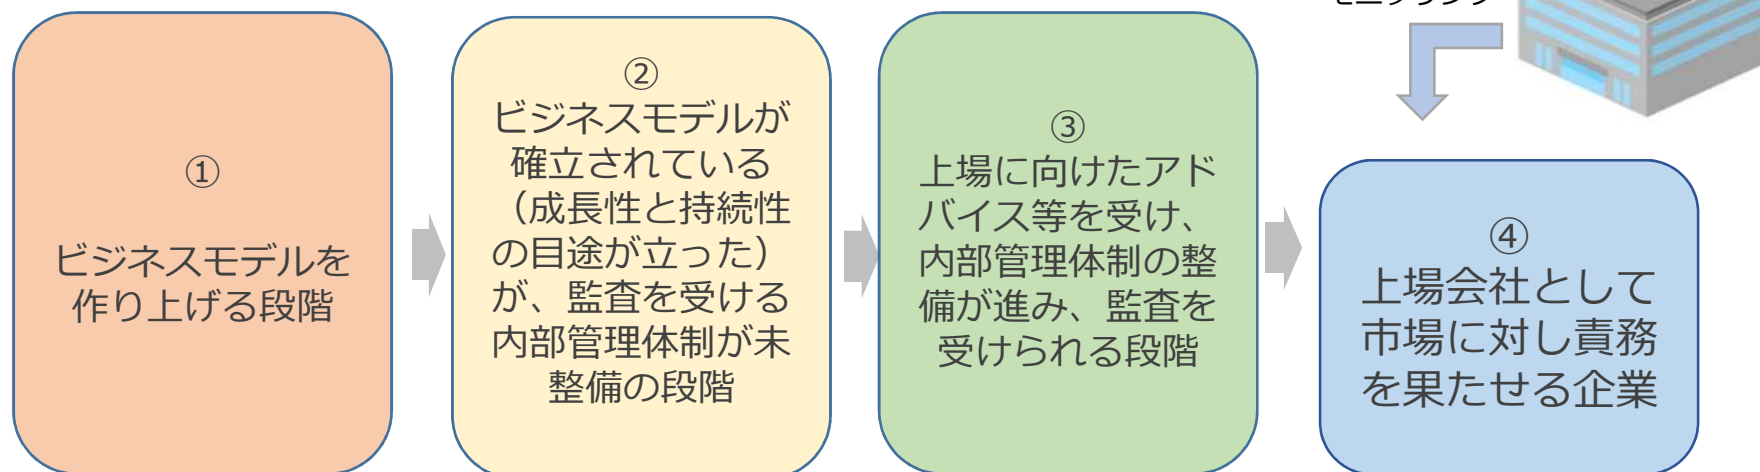 ①
ビジネスモデルを
作り上げる段階
②
ビジネスモデルが
確立されている
（成長性と持続性
の目途が立った）
が、監査を受ける
内部管理体制が未
整備の段階
③
上場に向けたアド
バイス等を受け、
内部管理体制の整
備が進み、監査を
受けられる段階
④
上場会社として
市場に対し責務
を果たせる企業